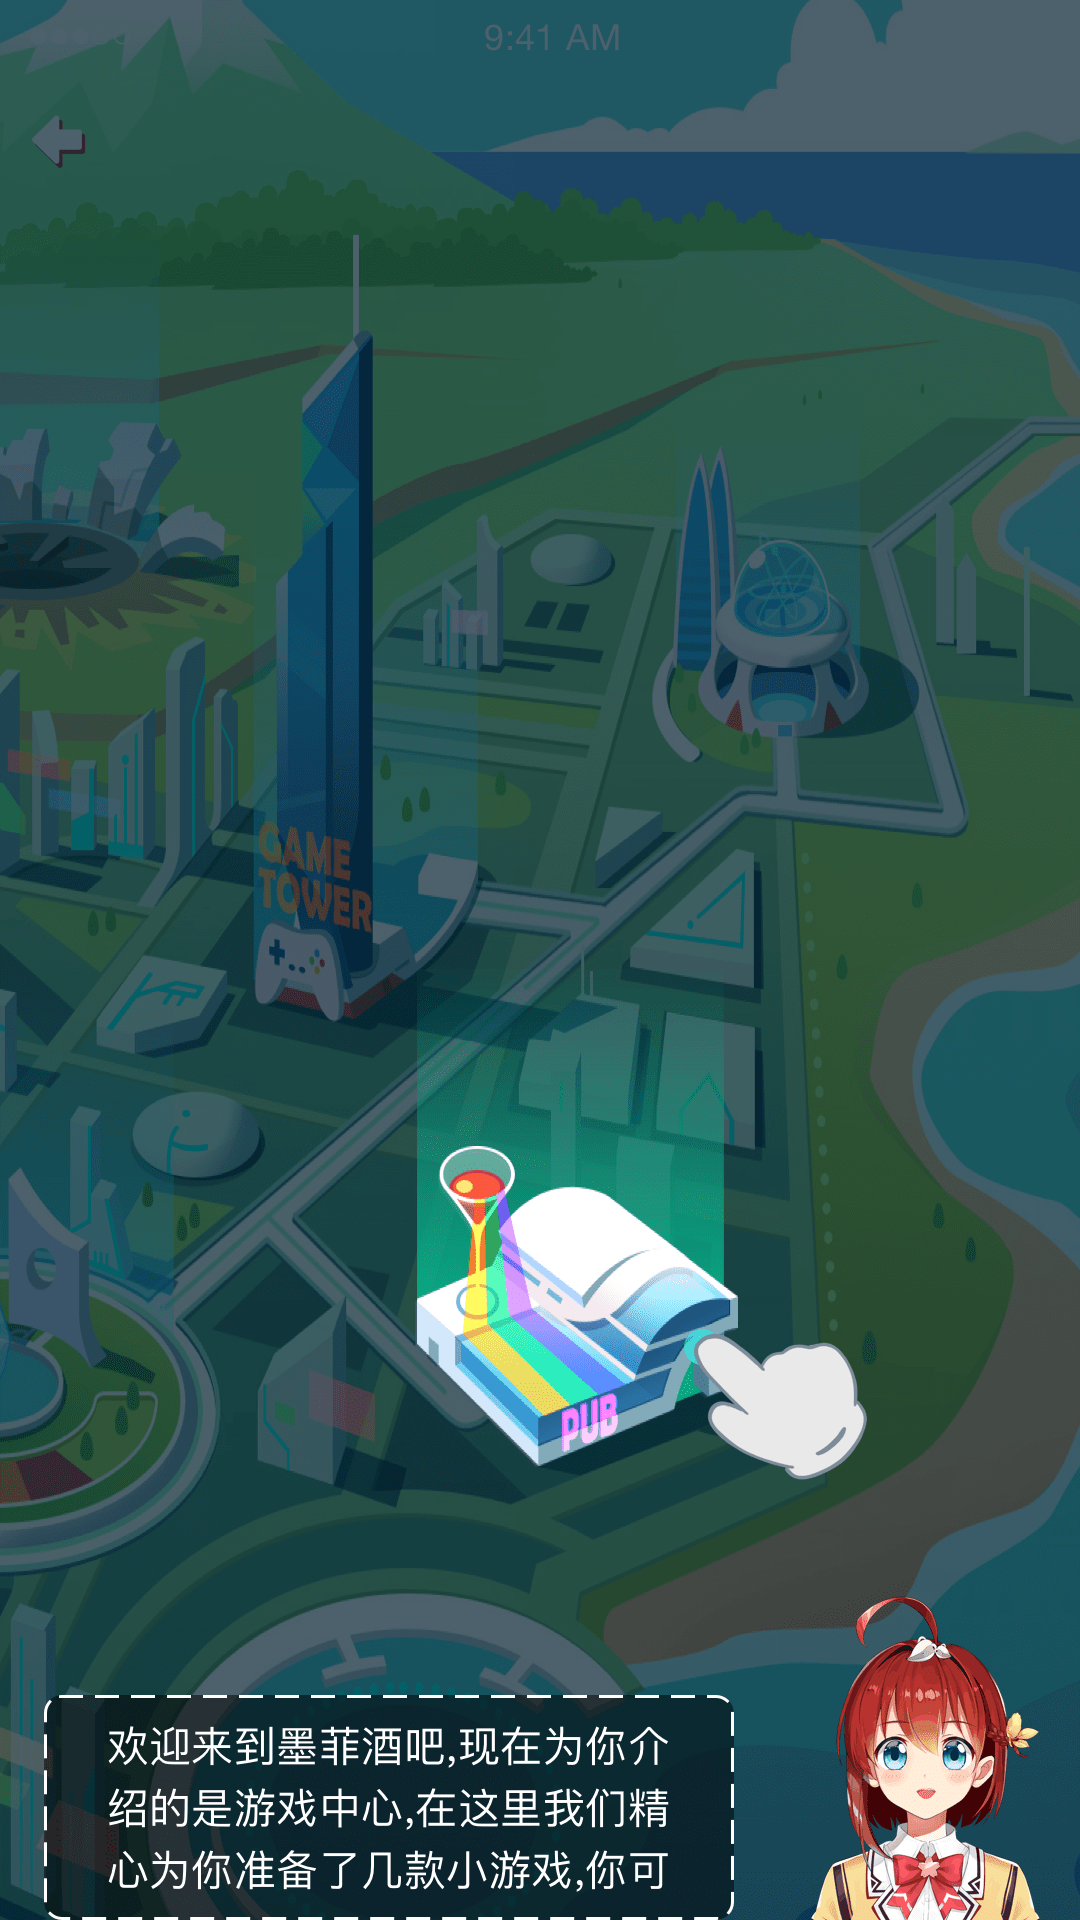 9:41 AM
GAME
TOWER
PUB
欢迎来到墨菲酒吧,现在为你介
绍的是游戏中心,在这里我们精
心为你准备了几款小游戏,你可